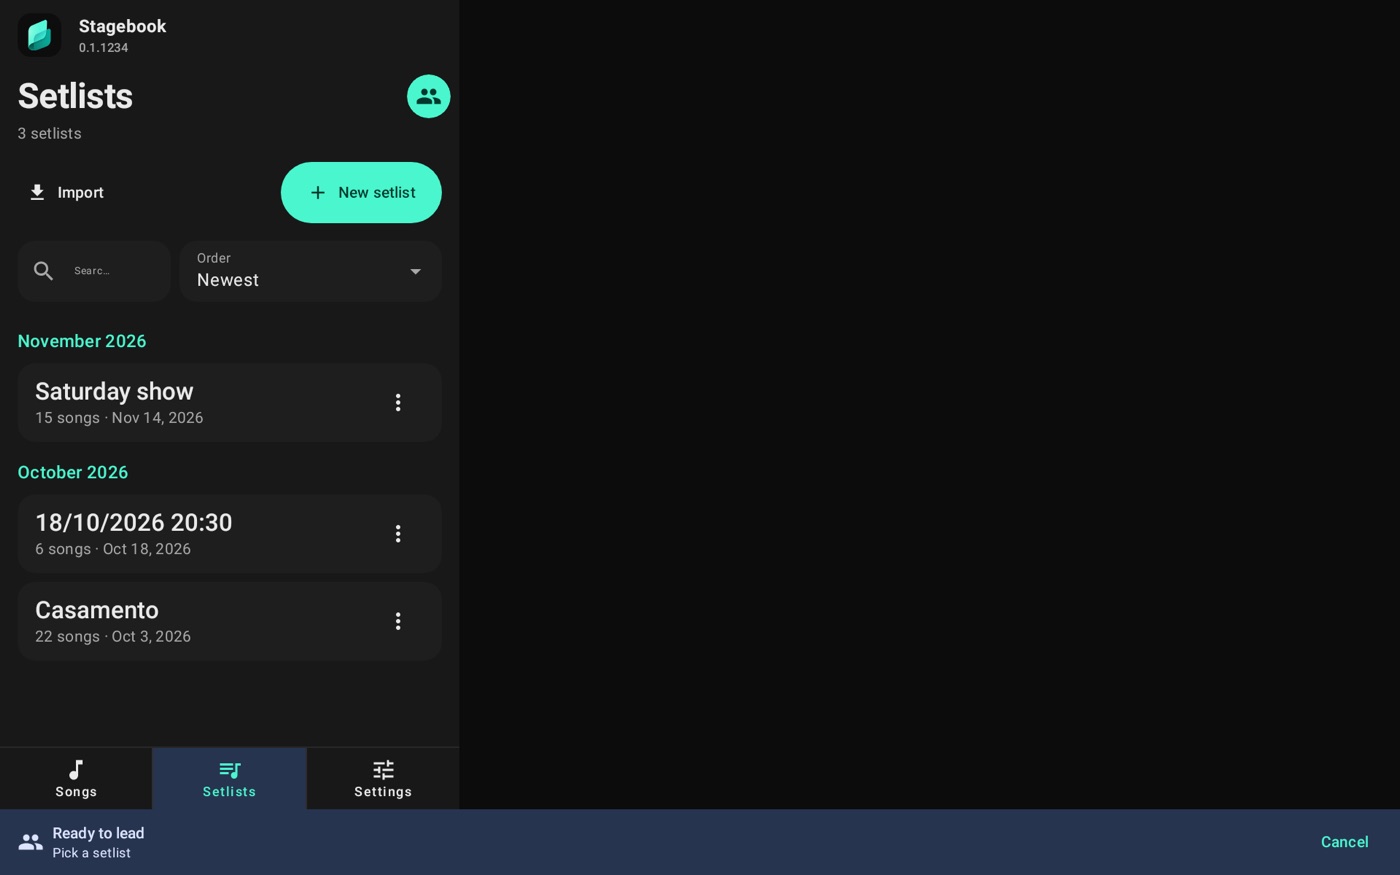 Stagebook
0.1.1234
Setlists
3 setlists
Import
New setlist
Searc…
Order
Newest
November 2026
Saturday show
15 songs · Nov 14, 2026
October 2026
18/10/2026 20:30
6 songs · Oct 18, 2026
Casamento
22 songs · Oct 3, 2026
Songs
Setlists
Settings
Ready to lead
Pick a setlist
Cancel